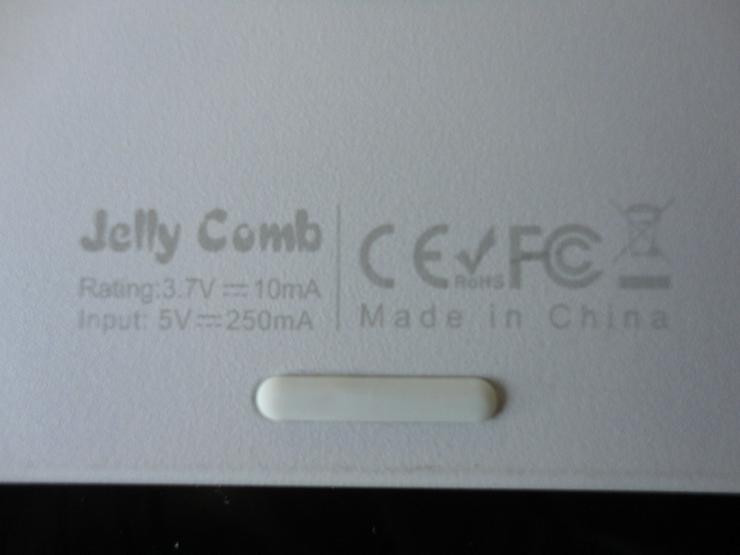 Jelly Comb
Rating:3.7V⎓10mA
Input: 5V⎓250mA
CE RoHS FC
Made in China